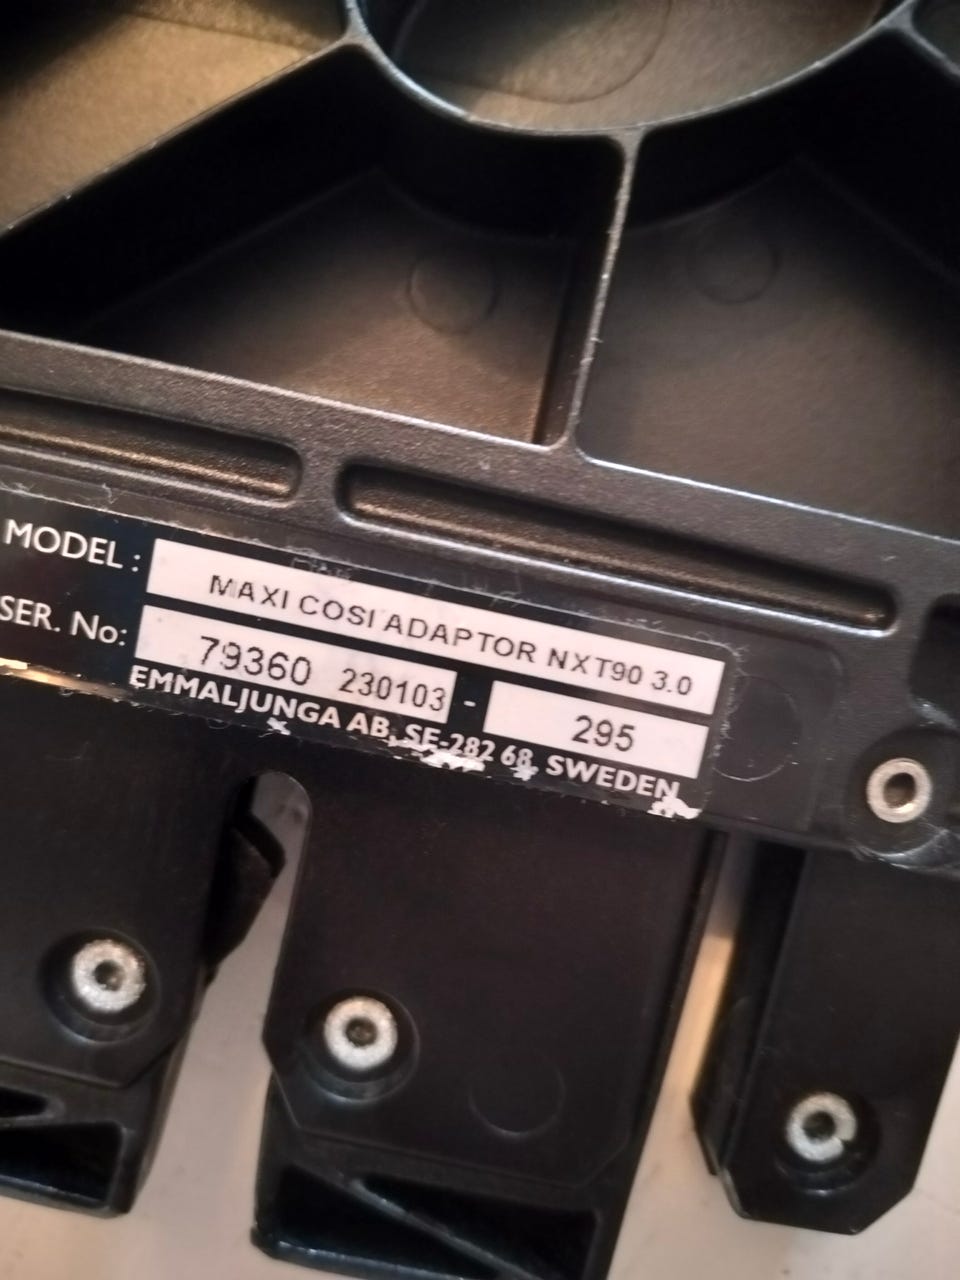 MODEL : MAXI COSI ADAPTOR NXT90 3.0
SER. No: 79360 230103 - 295
EMMALJUNGA AB, SE-282 68, SWEDEN